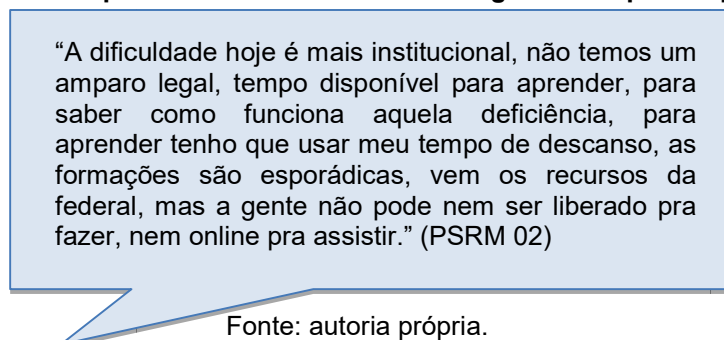 “A dificuldade hoje é mais institucional, não temos um
amparo legal, tempo disponível para aprender, para
saber como funciona aquela deficiência, para
aprender tenho que usar meu tempo de descanso, as
formações são esporádicas, vem os recursos da
federal, mas a gente não pode nem ser liberado pra
fazer, nem online pra assistir.” (PSRM 02)
Fonte: autoria própria.